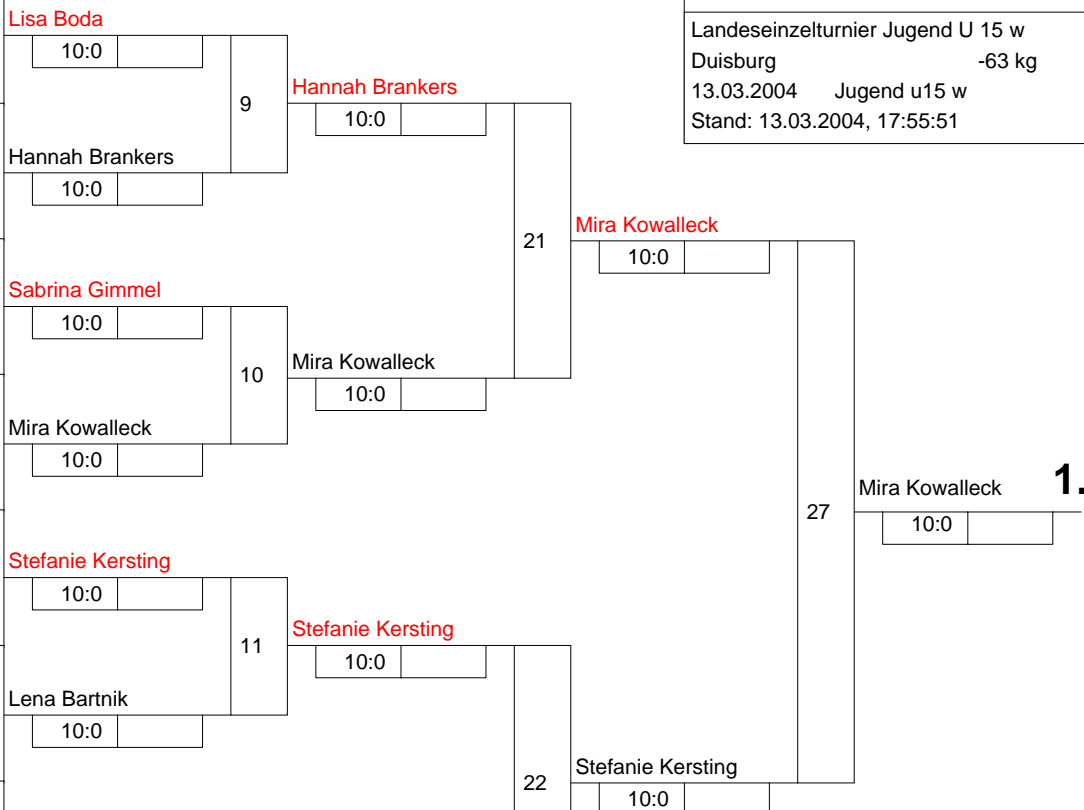 Lisa Boda
10:0
9
Hannah Brankers
10:0
Hannah Brankers
10:0
Landeseinzelturnier Jugend U 15 w
Duisburg -63 kg
13.03.2004 Jugend u15 w
Stand: 13.03.2004, 17:55:51
21
Mira Kowalleck
10:0
Sabrina Gimmel
10:0
10
Mira Kowalleck
10:0
Mira Kowalleck
10:0
27
Mira Kowalleck 1.
10:0
Stefanie Kersting
10:0
11
Stefanie Kersting
10:0
Lena Bartnik
10:0
22
Stefanie Kersting
10:0